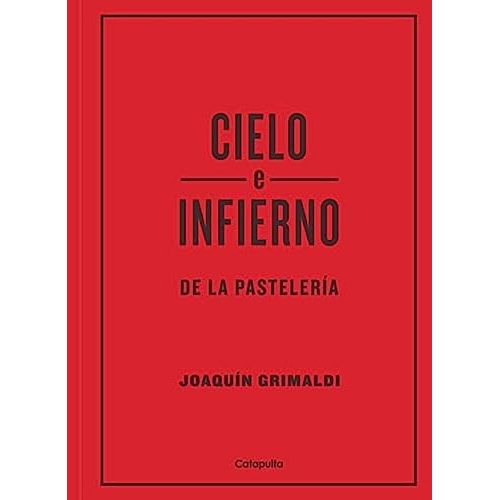 CIELO
e
INFIERNO
DE LA PASTELERÍA
JOAQUÍN GRIMALDI
Catapulta